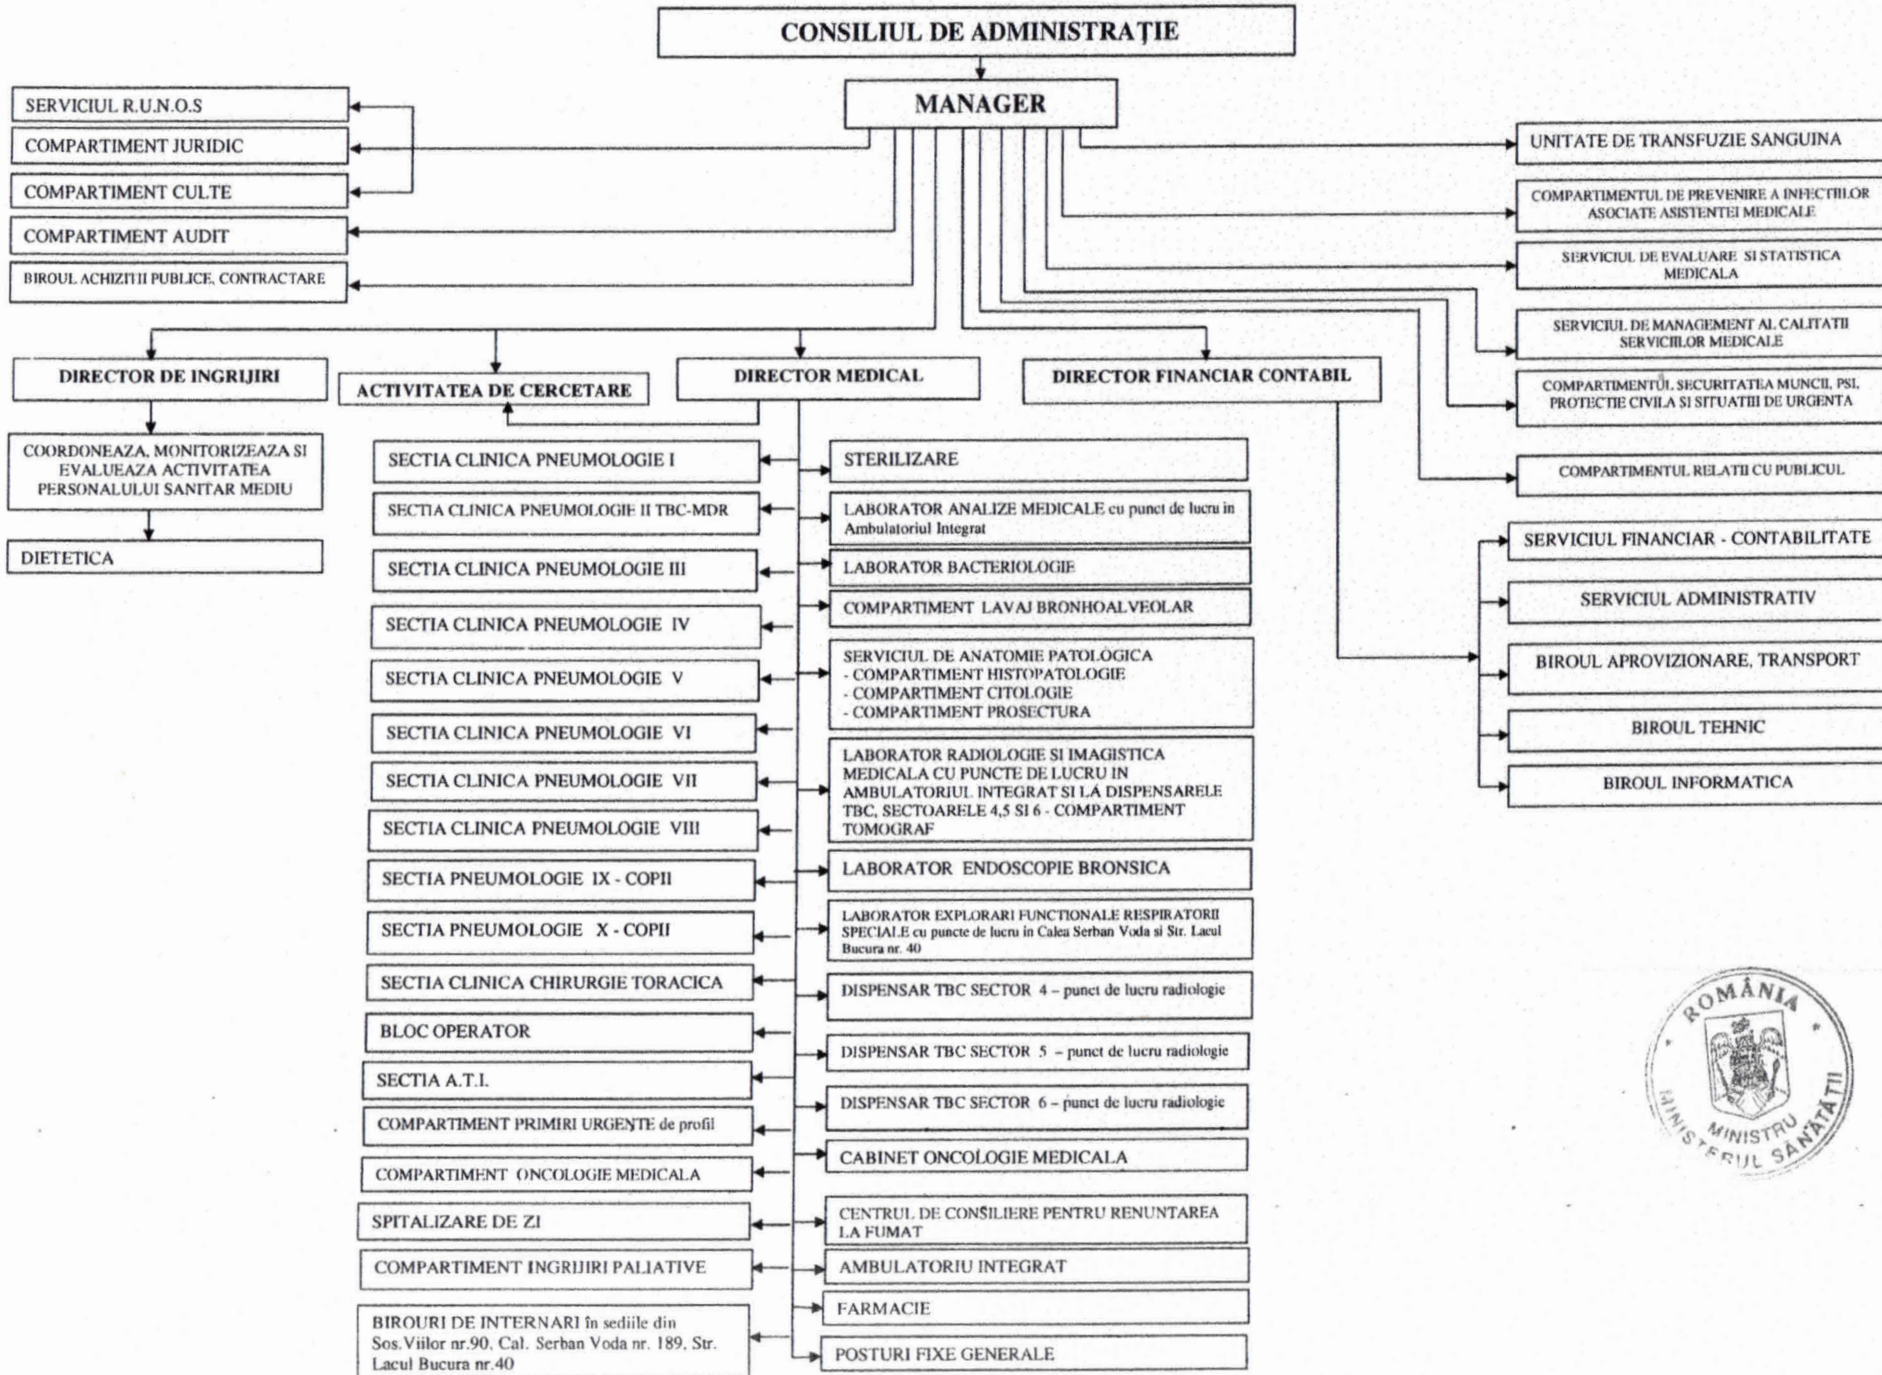 CONSILIUL DE ADMINISTRAŢIE
MANAGER
SERVICIUL R.U.N.O.S
COMPARTIMENT JURIDIC
COMPARTIMENT CULTE
COMPARTIMENT AUDIT
BIROUL ACHIZITII PUBLICE, CONTRACTARE
UNITATE DE TRANSFUZIE SANGUINA
COMPARTIMENTUL DE PREVENIRE A INFECTIILOR
ASOCIATE ASISTENTEI MEDICALE
SERVICIUL DE EVALUARE SI STATISTICA
MEDICALA
SERVICIUL DE MANAGEMENT AL CALITATII
SERVICIILOR MEDICALE
COMPARTIMENTUL SECURITATEA MUNCII, PSI,
PROTECTIE CIVILA SI SITUATII DE URGENTA
COMPARTIMENTUL RELATII CU PUBLICUL
DIRECTOR DE INGRIJIRI
ACTIVITATEA DE CERCETARE
DIRECTOR MEDICAL
DIRECTOR FINANCIAR CONTABIL
COORDONEAZA, MONITORIZEAZA SI
EVALUEAZA ACTIVITATEA
PERSONALULUI SANITAR MEDIU
DIETETICA
SECTIA CLINICA PNEUMOLOGIE I
SECTIA CLINICA PNEUMOLOGIE II TBC-MDR
SECTIA CLINICA PNEUMOLOGIE III
SECTIA CLINICA PNEUMOLOGIE IV
SECTIA CLINICA PNEUMOLOGIE V
SECTIA CLINICA PNEUMOLOGIE VI
SECTIA CLINICA PNEUMOLOGIE VII
SECTIA CLINICA PNEUMOLOGIE VIII
SECTIA PNEUMOLOGIE IX - COPII
SECTIA PNEUMOLOGIE X - COPII
SECTIA CLINICA CHIRURGIE TORACICA
BLOC OPERATOR
SECTIA A.T.I.
COMPARTIMENT PRIMIRI URGENTE de profil
COMPARTIMENT ONCOLOGIE MEDICALA
SPITALIZARE DE ZI
COMPARTIMENT INGRIJIRI PALIATIVE
BIROURI DE INTERNARI în sediile din
Sos.Viilor nr.90, Cal. Serban Voda nr. 189, Str.
Lacul Bucura nr.40
STERILIZARE
LABORATOR ANALIZE MEDICALE cu punct de lucru in
Ambulatoriul Integrat
LABORATOR BACTERIOLOGIE
COMPARTIMENT LAVAJ BRONHOALVEOLAR
SERVICIUL DE ANATOMIE PATOLOGICA
- COMPARTIMENT HISTOPATOLOGIE
- COMPARTIMENT CITOLOGIE
- COMPARTIMENT PROSECTURA
LABORATOR RADIOLOGIE SI IMAGISTICA
MEDICALA CU PUNCTE DE LUCRU IN
AMBULATORIUL INTEGRAT SI LA DISPENSARELE
TBC, SECTOARELE 4,5 SI 6 - COMPARTIMENT
TOMOGRAF
LABORATOR ENDOSCOPIE BRONSICA
LABORATOR EXPLORARI FUNCTIONALE RESPIRATORII
SPECIALE cu puncte de lucru in Calea Serban Voda si Str. Lacul
Bucura nr. 40
DISPENSAR TBC SECTOR 4 – punct de lucru radiologie
DISPENSAR TBC SECTOR 5 – punct de lucru radiologie
DISPENSAR TBC SECTOR 6 – punct de lucru radiologie
CABINET ONCOLOGIE MEDICALA
CENTRUL DE CONSILIERE PENTRU RENUNTAREA
LA FUMAT
AMBULATORIU INTEGRAT
FARMACIE
POSTURI FIXE GENERALE
SERVICIUL FINANCIAR - CONTABILITATE
SERVICIUL ADMINISTRATIV
BIROUL APROVIZIONARE, TRANSPORT
BIROUL TEHNIC
BIROUL INFORMATICA
ROMÂNIA
MINISTRU
MINISTERUL SĂNĂTĂŢII